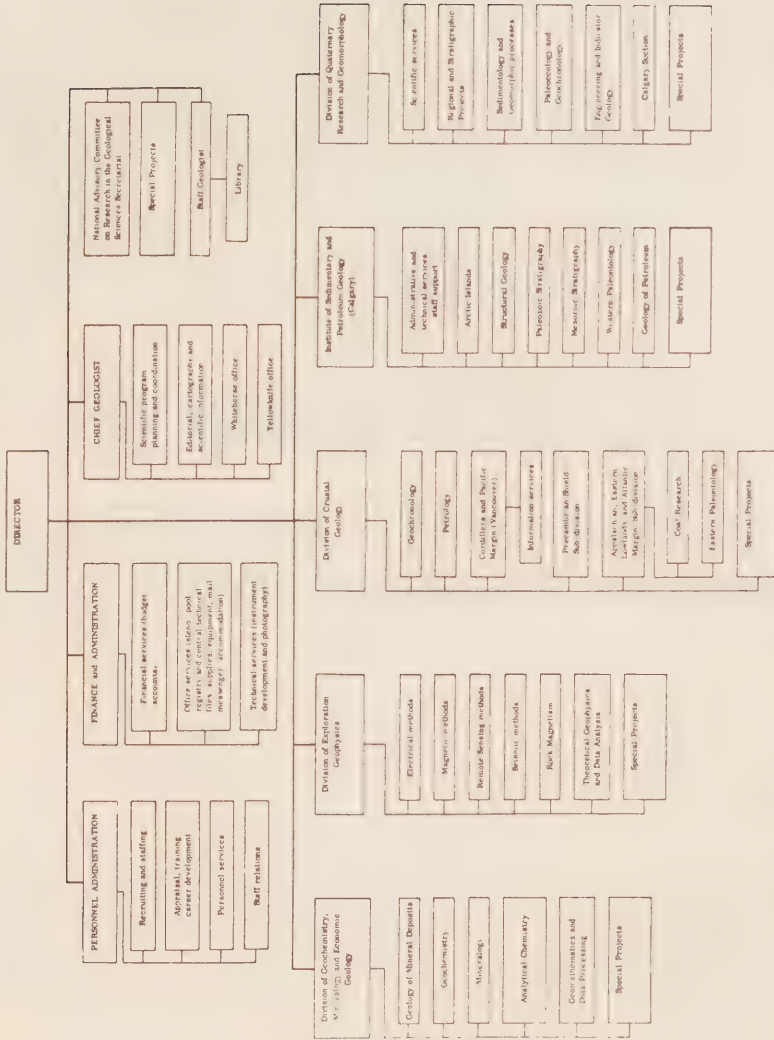 DIRECTOR
PERSONNEL ADMINISTRATION
Recruiting and staffing
Appraisal, training
career development
Personnel services
Staff relations
FINANCE and ADMINISTRATION
Financial services (budget
accounts)
Office services (steno pool
registry and central technical
files supplies, equipment, mail
messenger accommodation)
Technical services (instrument
development and photography)
CHIEF GEOLOGIST
Scientific program
planning and coordination
Editorial, cartography and
scientific information
Whitehorse office
Yellowknife office
National Advisory Committee
on Research in the Geological
Sciences Secretariat
Special Projects
Staff Geologist
Library
Division of Geochemistry,
Mineralogy and Economic
Geology
Geology of Mineral Deposits
Geochemistry
Mineralogy
Analytical Chemistry
Geomathematics and
Data Processing
Special Projects
Division of Exploration
Geophysics
Electrical methods
Magnetic methods
Remote Sensing methods
Seismic methods
Rock Magnetism
Theoretical Geophysics
and Data Analysis
Special Projects
Division of Crustal
Geology
Geochronology
Petrology
Cordillera and Pacific
Margin (Vancouver)
Information services
Precambrian Shield
Sub division
Appalachian, Eastern
Lowlands and Atlantic
Margin Sub division
Coal Research
Eastern Paleontology
Special Projects
Institute of Sedimentary and
Petroleum Geology
(Calgary)
Administrative and
technical services
staff support
Arctic Islands
Structural Geology
Paleozoic Stratigraphy
Mesozoic Stratigraphy
Western Paleontology
Geology of Petroleum
Special Projects
Division of Quaternary
Research and Geomorphology
Scientific services
Regional and Stratigraphic
Projects
Sedimentology and
Geomorphic processes
Paleoecology and
Geochronology
Engineering and Indicator
Geology
Calgary Section
Special Projects